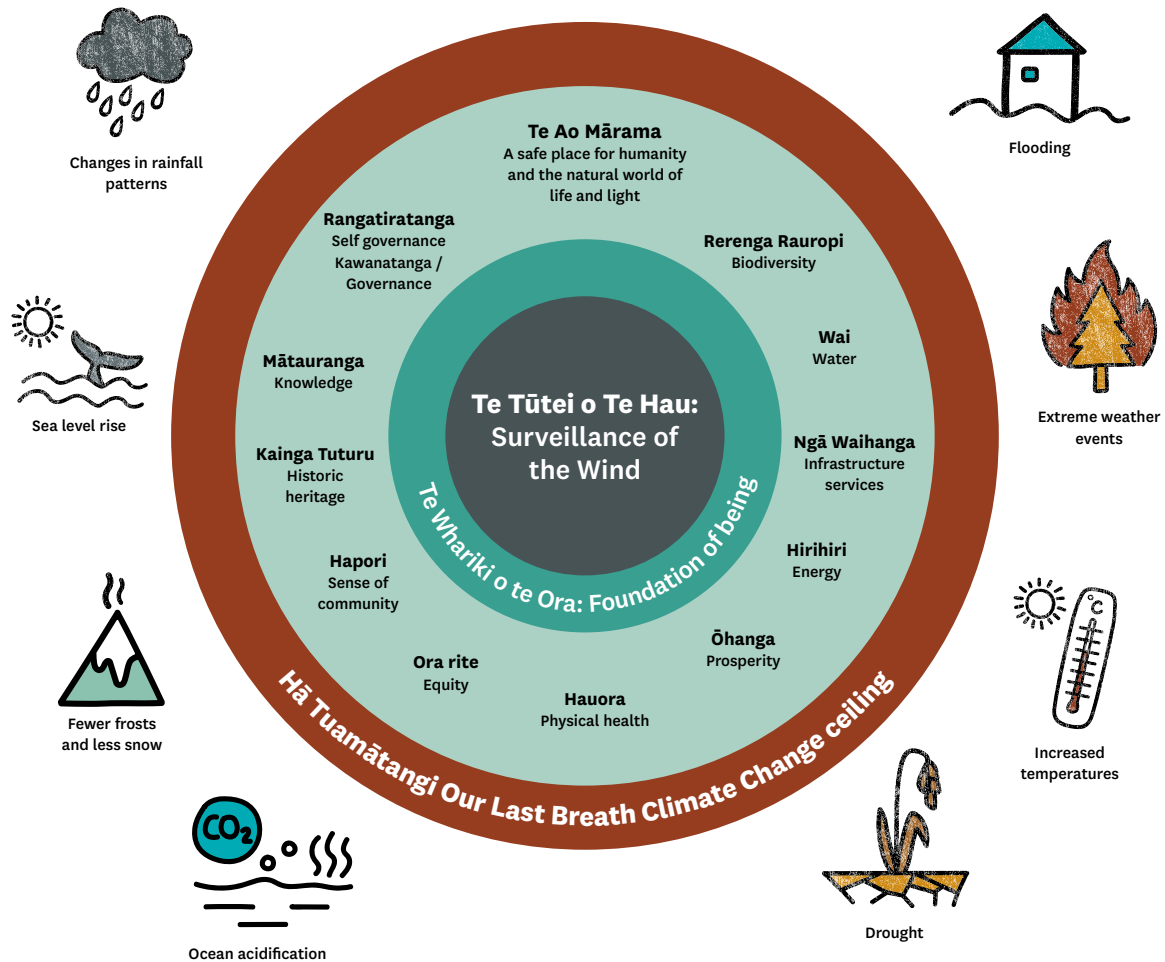 Changes in rainfall
patterns
Flooding
Te Ao Mārama
A safe place for humanity
and the natural world of
life and light
Rangatiratanga
Self governance
Kawanatanga /
Governance
Rerenga Rauropi
Biodiversity
Wai
Water
Mātauranga
Knowledge
Sea level rise
Extreme weather
events
Te Tūtei o Te Hau:
Surveillance of
the Wind
Kainga Tuturu
Historic
heritage
Ngā Waihanga
Infrastructure
services
Te Whariki o te Ora: Foundation of being
Hapori
Sense of
community
Hirihiri
Energy
Ora rite
Equity
Ōhanga
Prosperity
Hauora
Physical health
Hā Tuamātangi Our Last Breath Climate Change ceiling
Fewer frosts
and less snow
°C
Increased
temperatures
CO₂
Ocean acidification
Drought